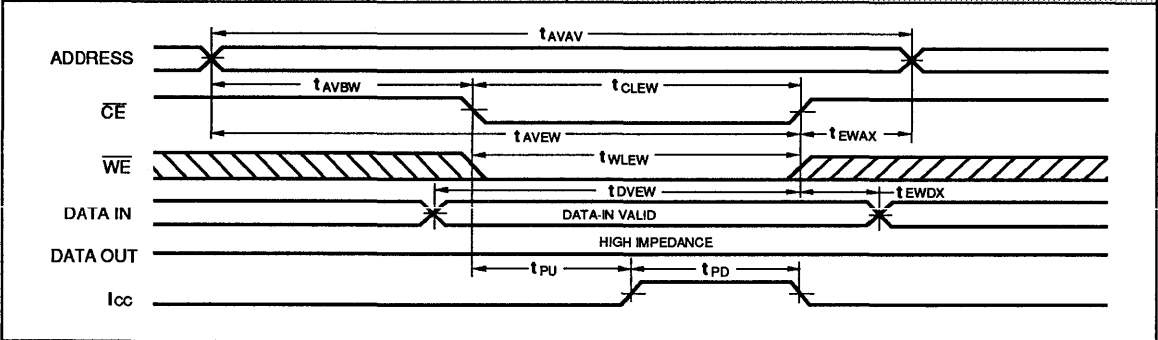 tAVAV
ADDRESS
tAVBW
tCLEW
CE
tAVEW
tEWAX
WE
tWLEW
tDVEW
tEWDX
DATA IN
DATA-IN VALID
HIGH IMPEDANCE
DATA OUT
tPU
tPD
Icc